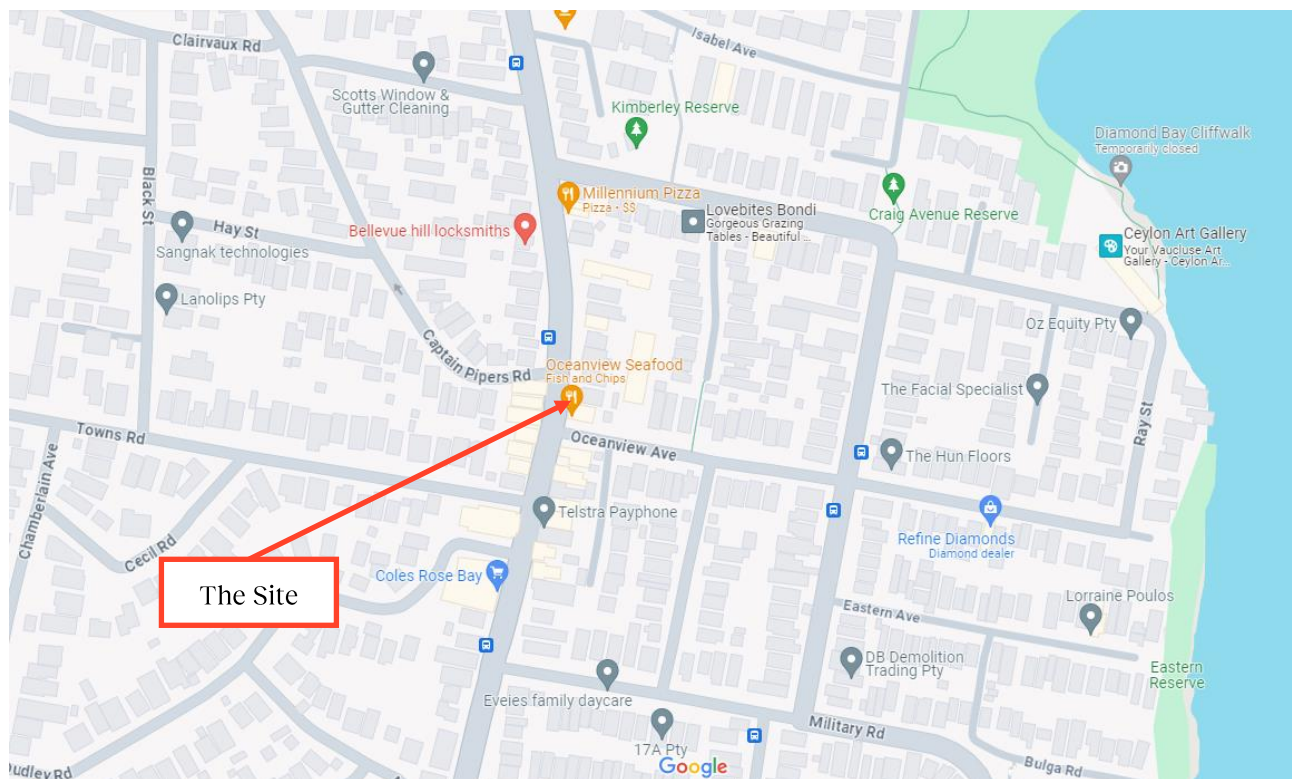 Isabel Ave
Clairvaux Rd
Scotts Window &
Gutter Cleaning
Kimberley Reserve
Diamond Bay Cliffwalk
Temporarily closed
Black St
Millennium Pizza
Pizza • $$
Lovebites Bondi
Gorgeous Grazing
Tables - Beautiful ...
Craig Avenue Reserve
Hay St
Bellevue hill locksmiths
Ceylon Art Gallery
Your Vaucluse Art
Gallery - Ceylon Ar...
Sangnak technologies
Lanolips Pty
Oz Equity Pty
Captain Pipers Rd
Oceanview Seafood
Fish and Chips
The Facial Specialist
Ray St
Towns Rd
Oceanview Ave
The Hun Floors
Chamberlain Ave
Telstra Payphone
Refine Diamonds
Diamond dealer
Cecil Rd
Coles Rose Bay
The Site
Lorraine Poulos
Eastern Ave
DB Demolition
Trading Pty
Eastern
Reserve
Eveies family daycare
Military Rd
17A Pty
Google
Bulga Rd
Dudley Rd